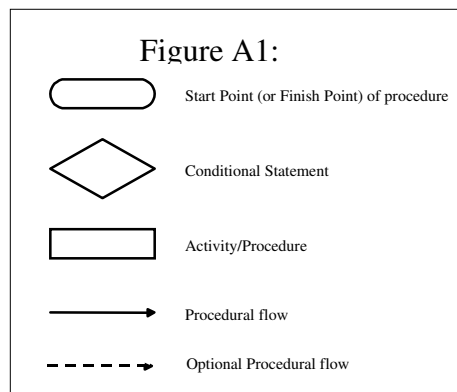 Figure A1:
Start Point (or Finish Point) of procedure
Conditional Statement
Activity/Procedure
Procedural flow
Optional Procedural flow